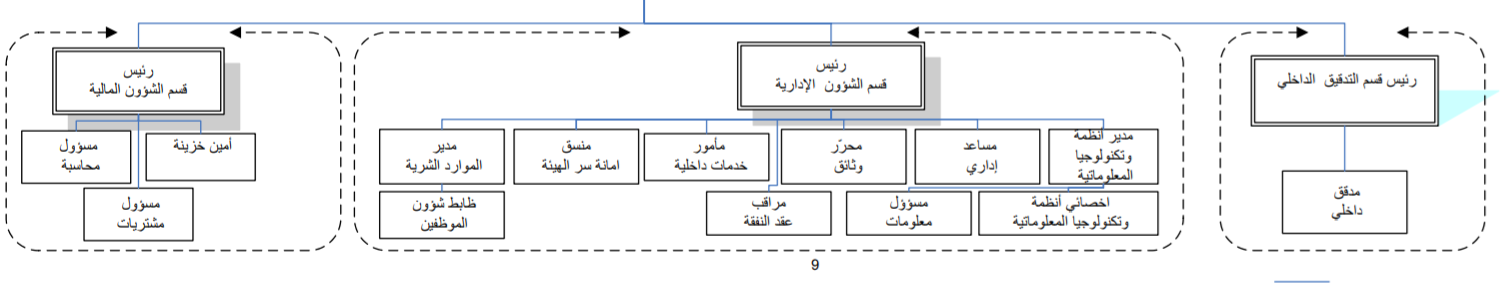 رئيس قسم التدقيق الداخلي
مدقق
داخلي
رئيس
قسم الشؤون الإدارية
مدير أنظمة
وتكنولوجيا
المعلوماتية
مساعد
إداري
محرّر
وثائق
مأمور
خدمات داخلية
منسق
امانة سر الهيئة
مدير
الموارد الشرية
اخصائي أنظمة
وتكنولوجيا المعلوماتية
مسؤول
معلومات
مراقب
عقد النفقة
ظابط شؤون
الموظفين
رئيس
قسم الشؤون المالية
أمين خزينة
مسؤول
محاسبة
مسؤول
مشتريات
9